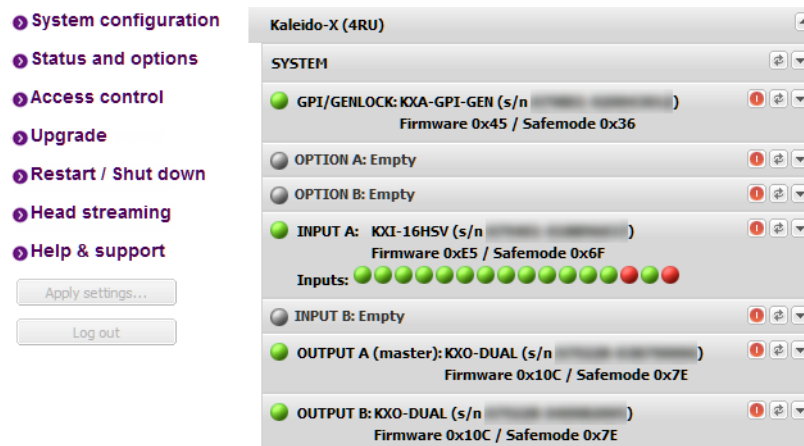 System configuration
Status and options
Access control
Upgrade
Restart / Shut down
Head streaming
Help & support
Apply settings...
Log out
Kaleido-X (4RU)
SYSTEM
GPI/GENLOCK: KXA-GPI-GEN (s/n )
Firmware 0x45 / Safemode 0x36
OPTION A: Empty
OPTION B: Empty
INPUT A: KXI-16HSV (s/n )
Firmware 0xE5 / Safemode 0x6F
Inputs:
INPUT B: Empty
OUTPUT A (master): KXO-DUAL (s/n )
Firmware 0x10C / Safemode 0x7E
OUTPUT B: KXO-DUAL (s/n )
Firmware 0x10C / Safemode 0x7E